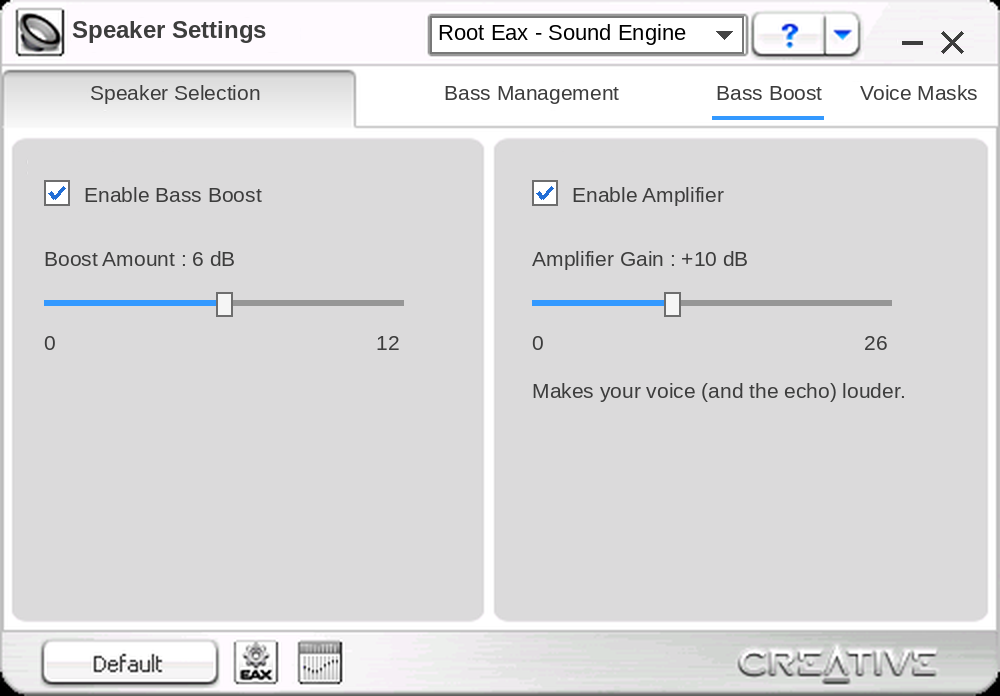 Speaker Settings
Root Eax - Sound Engine
?
Speaker Selection
Bass Management
Bass Boost
Voice Masks
Enable Bass Boost
Boost Amount : 6 dB
0
12
Enable Amplifier
Amplifier Gain : +10 dB
0
26
Makes your voice (and the echo) louder.
Default
EAX
CREATIVE